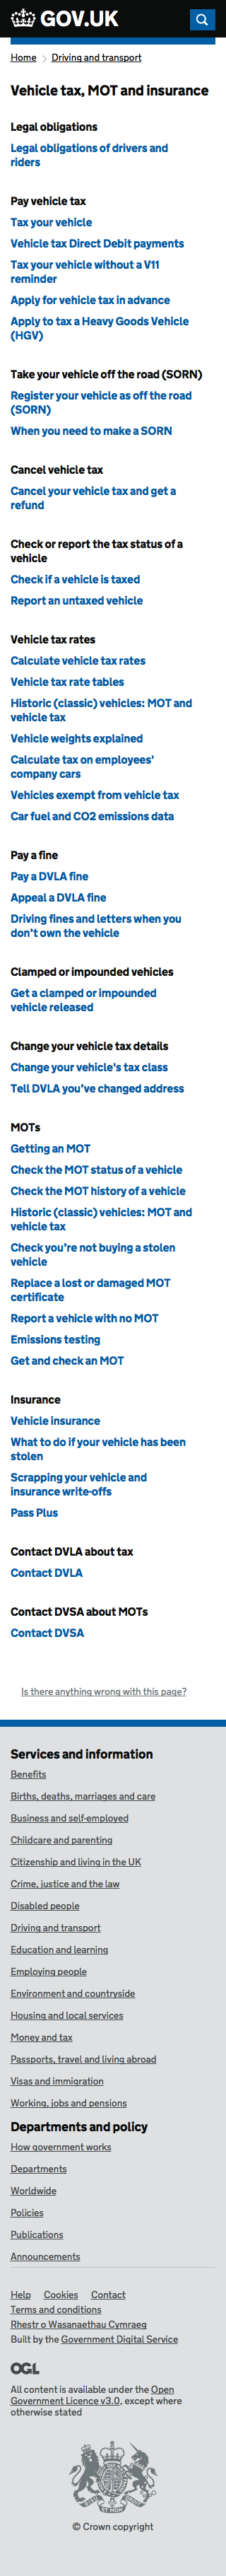 GOV.UK
Home > Driving and transport
Vehicle tax, MOT and insurance
Legal obligations
Legal obligations of drivers and
riders
Pay vehicle tax
Tax your vehicle
Vehicle tax Direct Debit payments
Tax your vehicle without a V11
reminder
Apply for vehicle tax in advance
Apply to tax a Heavy Goods Vehicle
(HGV)
Take your vehicle off the road (SORN)
Register your vehicle as off the road
(SORN)
When you need to make a SORN
Cancel vehicle tax
Cancel your vehicle tax and get a
refund
Check or report the tax status of a
vehicle
Check if a vehicle is taxed
Report an untaxed vehicle
Vehicle tax rates
Calculate vehicle tax rates
Vehicle tax rate tables
Historic (classic) vehicles: MOT and
vehicle tax
Vehicle weights explained
Calculate tax on employees'
company cars
Vehicles exempt from vehicle tax
Car fuel and CO2 emissions data
Pay a fine
Pay a DVLA fine
Appeal a DVLA fine
Driving fines and letters when you
don’t own the vehicle
Clamped or impounded vehicles
Get a clamped or impounded
vehicle released
Change your vehicle tax details
Change your vehicle's tax class
Tell DVLA you’ve changed address
MOTs
Getting an MOT
Check the MOT status of a vehicle
Check the MOT history of a vehicle
Historic (classic) vehicles: MOT and
vehicle tax
Check you’re not buying a stolen
vehicle
Replace a lost or damaged MOT
certificate
Report a vehicle with no MOT
Emissions testing
Get and check an MOT
Insurance
Vehicle insurance
What to do if your vehicle has been
stolen
Scrapping your vehicle and
insurance write-offs
Pass Plus
Contact DVLA about tax
Contact DVLA
Contact DVSA about MOTs
Contact DVSA
Is there anything wrong with this page?
Services and information
Benefits
Births, deaths, marriages and care
Business and self-employed
Childcare and parenting
Citizenship and living in the UK
Crime, justice and the law
Disabled people
Driving and transport
Education and learning
Employing people
Environment and countryside
Housing and local services
Money and tax
Passports, travel and living abroad
Visas and immigration
Working, jobs and pensions
Departments and policy
How government works
Departments
Worldwide
Policies
Publications
Announcements
Help Cookies Contact
Terms and conditions
Rhestr o Wasanaethau Cymraeg
Built by the Government Digital Service
OGL
All content is available under the Open
Government Licence v3.0, except where
otherwise stated
DIEU ET MON DROIT
© Crown copyright